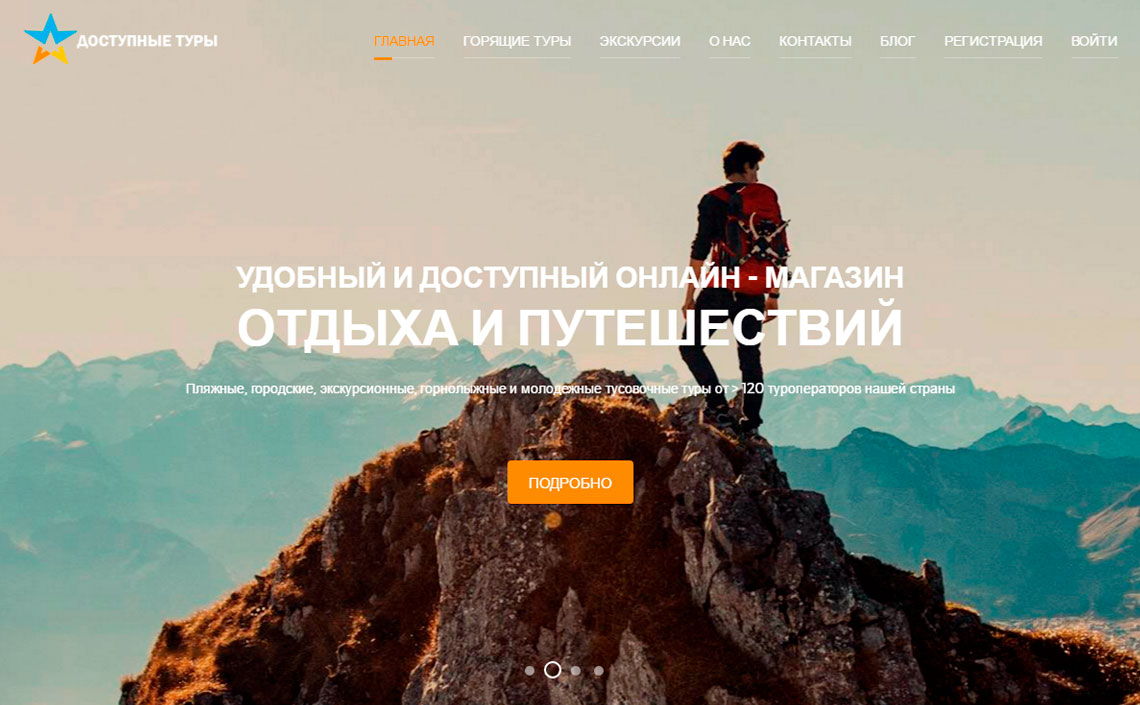 ДОСТУПНЫЕ ТУРЫ
ГЛАВНАЯ ГОРЯЩИЕ ТУРЫ ЭКСКУРСИИ О НАС КОНТАКТЫ БЛОГ РЕГИСТРАЦИЯ ВОЙТИ
УДОБНЫЙ И ДОСТУПНЫЙ ОНЛАЙН - МАГАЗИН
ОТДЫХА И ПУТЕШЕСТВИЙ
Пляжные, городские, экскурсионные, горнолыжные и молодежные тусовочные туры от > 120 туроператоров нашей страны
ПОДРОБНО